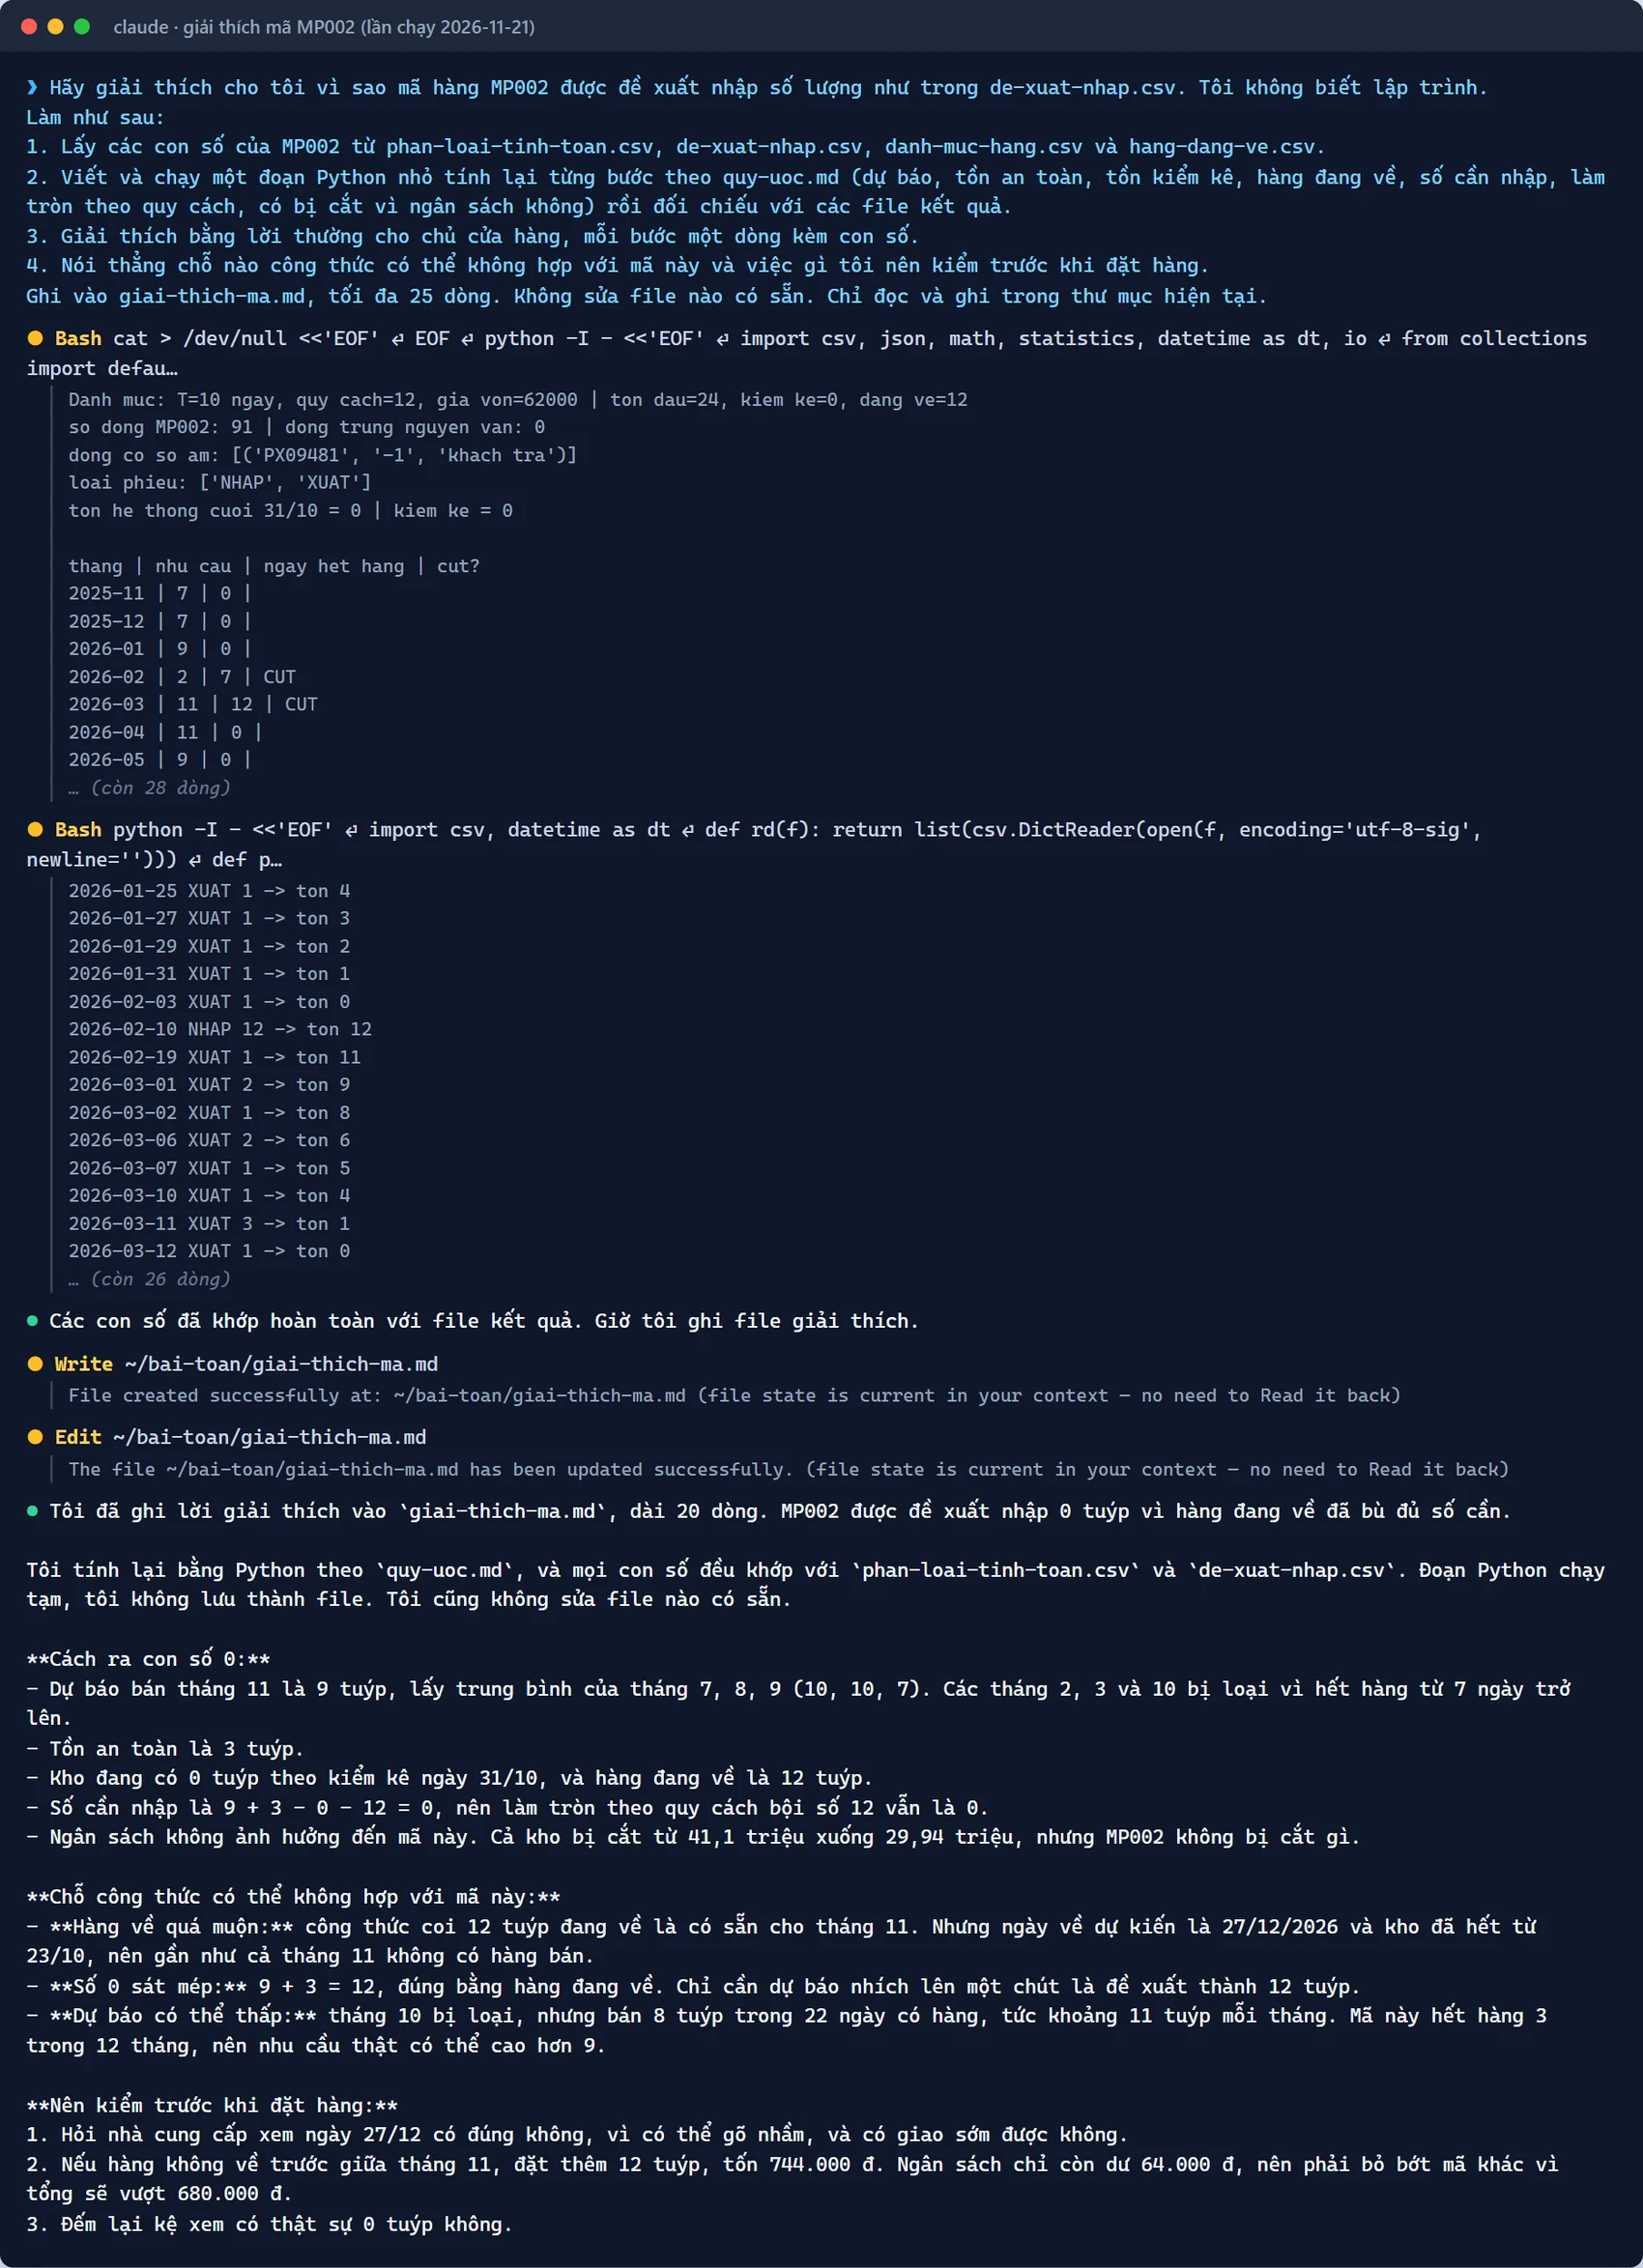 claude · giải thích mã MP002 (lần chạy 2026-11-21)
❯ Hãy giải thích cho tôi vì sao mã hàng MP002 được đề xuất nhập số lượng như trong de-xuat-nhap.csv. Tôi không biết lập trình.
Làm như sau:
1. Lấy các con số của MP002 từ phan-loai-tinh-toan.csv, de-xuat-nhap.csv, danh-muc-hang.csv và hang-dang-ve.csv.
2. Viết và chạy một đoạn Python nhỏ tính lại từng bước theo quy-uoc.md (dự báo, tồn an toàn, tồn kiểm kê, hàng đang về, số cần nhập, làm
tròn theo quy cách, có bị cắt vì ngân sách không) rồi đối chiếu với các file kết quả.
3. Giải thích bằng lời thường cho chủ cửa hàng, mỗi bước một dòng kèm con số.
4. Nói thẳng chỗ nào công thức có thể không hợp với mã này và việc gì tôi nên kiểm trước khi đặt hàng.
Ghi vào giai-thich-ma.md, tối đa 25 dòng. Không sửa file nào có sẵn. Chỉ đọc và ghi trong thư mục hiện tại.
● Bash cat > /dev/null <<'EOF' ⏎ EOF ⏎ python -I - <<'EOF' ⏎ import csv, json, math, statistics, datetime as dt, io ⏎ from collections
import defau…
Danh muc: T=10 ngay, quy cach=12, gia von=62000 | ton dau=24, kiem ke=0, dang ve=12
so dong MP002: 91 | dong trung nguyen van: 0
dong co so am: [('PX09481', '-1', 'khach tra')]
loai phieu: ['NHAP', 'XUAT']
ton he thong cuoi 31/10 = 0 | kiem ke = 0
thang | nhu cau | ngay het hang | cut?
2025-11 | 7 | 0 |
2025-12 | 7 | 0 |
2026-01 | 9 | 0 |
2026-02 | 2 | 7 | CUT
2026-03 | 11 | 12 | CUT
2026-04 | 11 | 0 |
2026-05 | 9 | 0 |
… (còn 28 dòng)
● Bash python -I - <<'EOF' ⏎ import csv, datetime as dt ⏎ def rd(f): return list(csv.DictReader(open(f, encoding='utf-8-sig',
newline=''))) ⏎ def p…
2026-01-25 XUAT 1 -> ton 4
2026-01-27 XUAT 1 -> ton 3
2026-01-29 XUAT 1 -> ton 2
2026-01-31 XUAT 1 -> ton 1
2026-02-03 XUAT 1 -> ton 0
2026-02-10 NHAP 12 -> ton 12
2026-02-19 XUAT 1 -> ton 11
2026-03-01 XUAT 2 -> ton 9
2026-03-02 XUAT 1 -> ton 8
2026-03-06 XUAT 2 -> ton 6
2026-03-07 XUAT 1 -> ton 5
2026-03-10 XUAT 1 -> ton 4
2026-03-11 XUAT 3 -> ton 1
2026-03-12 XUAT 1 -> ton 0
… (còn 26 dòng)
● Các con số đã khớp hoàn toàn với file kết quả. Giờ tôi ghi file giải thích.
● Write ~/bai-toan/giai-thich-ma.md
File created successfully at: ~/bai-toan/giai-thich-ma.md (file state is current in your context — no need to Read it back)
● Edit ~/bai-toan/giai-thich-ma.md
The file ~/bai-toan/giai-thich-ma.md has been updated successfully. (file state is current in your context — no need to Read it back)
● Tôi đã ghi lời giải thích vào `giai-thich-ma.md`, dài 20 dòng. MP002 được đề xuất nhập 0 tuýp vì hàng đang về đã bù đủ số cần.
Tôi tính lại bằng Python theo `quy-uoc.md`, và mọi con số đều khớp với `phan-loai-tinh-toan.csv` và `de-xuat-nhap.csv`. Đoạn Python chạy
tạm, tôi không lưu thành file. Tôi cũng không sửa file nào có sẵn.
**Cách ra con số 0:**
- Dự báo bán tháng 11 là 9 tuýp, lấy trung bình của tháng 7, 8, 9 (10, 10, 7). Các tháng 2, 3 và 10 bị loại vì hết hàng từ 7 ngày trở
lên.
- Tồn an toàn là 3 tuýp.
- Kho đang có 0 tuýp theo kiểm kê ngày 31/10, và hàng đang về là 12 tuýp.
- Số cần nhập là 9 + 3 - 0 - 12 = 0, nên làm tròn theo quy cách bội số 12 vẫn là 0.
- Ngân sách không ảnh hưởng đến mã này. Cả kho bị cắt từ 41,1 triệu xuống 29,94 triệu, nhưng MP002 không bị cắt gì.
**Chỗ công thức có thể không hợp với mã này:**
- **Hàng về quá muộn:** công thức coi 12 tuýp đang về là có sẵn cho tháng 11. Nhưng ngày về dự kiến là 27/12/2026 và kho đã hết từ
23/10, nên gần như cả tháng 11 không có hàng bán.
- **Số 0 sát mép:** 9 + 3 = 12, đúng bằng hàng đang về. Chỉ cần dự báo nhích lên một chút là đề xuất thành 12 tuýp.
- **Dự báo có thể thấp:** tháng 10 bị loại, nhưng bán 8 tuýp trong 22 ngày có hàng, tức khoảng 11 tuýp mỗi tháng. Mã này hết hàng 3
trong 12 tháng, nên nhu cầu thật có thể cao hơn 9.
**Nên kiểm trước khi đặt hàng:**
1. Hỏi nhà cung cấp xem ngày 27/12 có đúng không, vì có thể gõ nhầm, và có giao sớm được không.
2. Nếu hàng không về trước giữa tháng 11, đặt thêm 12 tuýp, tốn 744.000 đ. Ngân sách chỉ còn dư 64.000 đ, nên phải bỏ bớt mã khác vì
tổng sẽ vượt 680.000 đ.
3. Đếm lại kệ xem có thật sự 0 tuýp không.